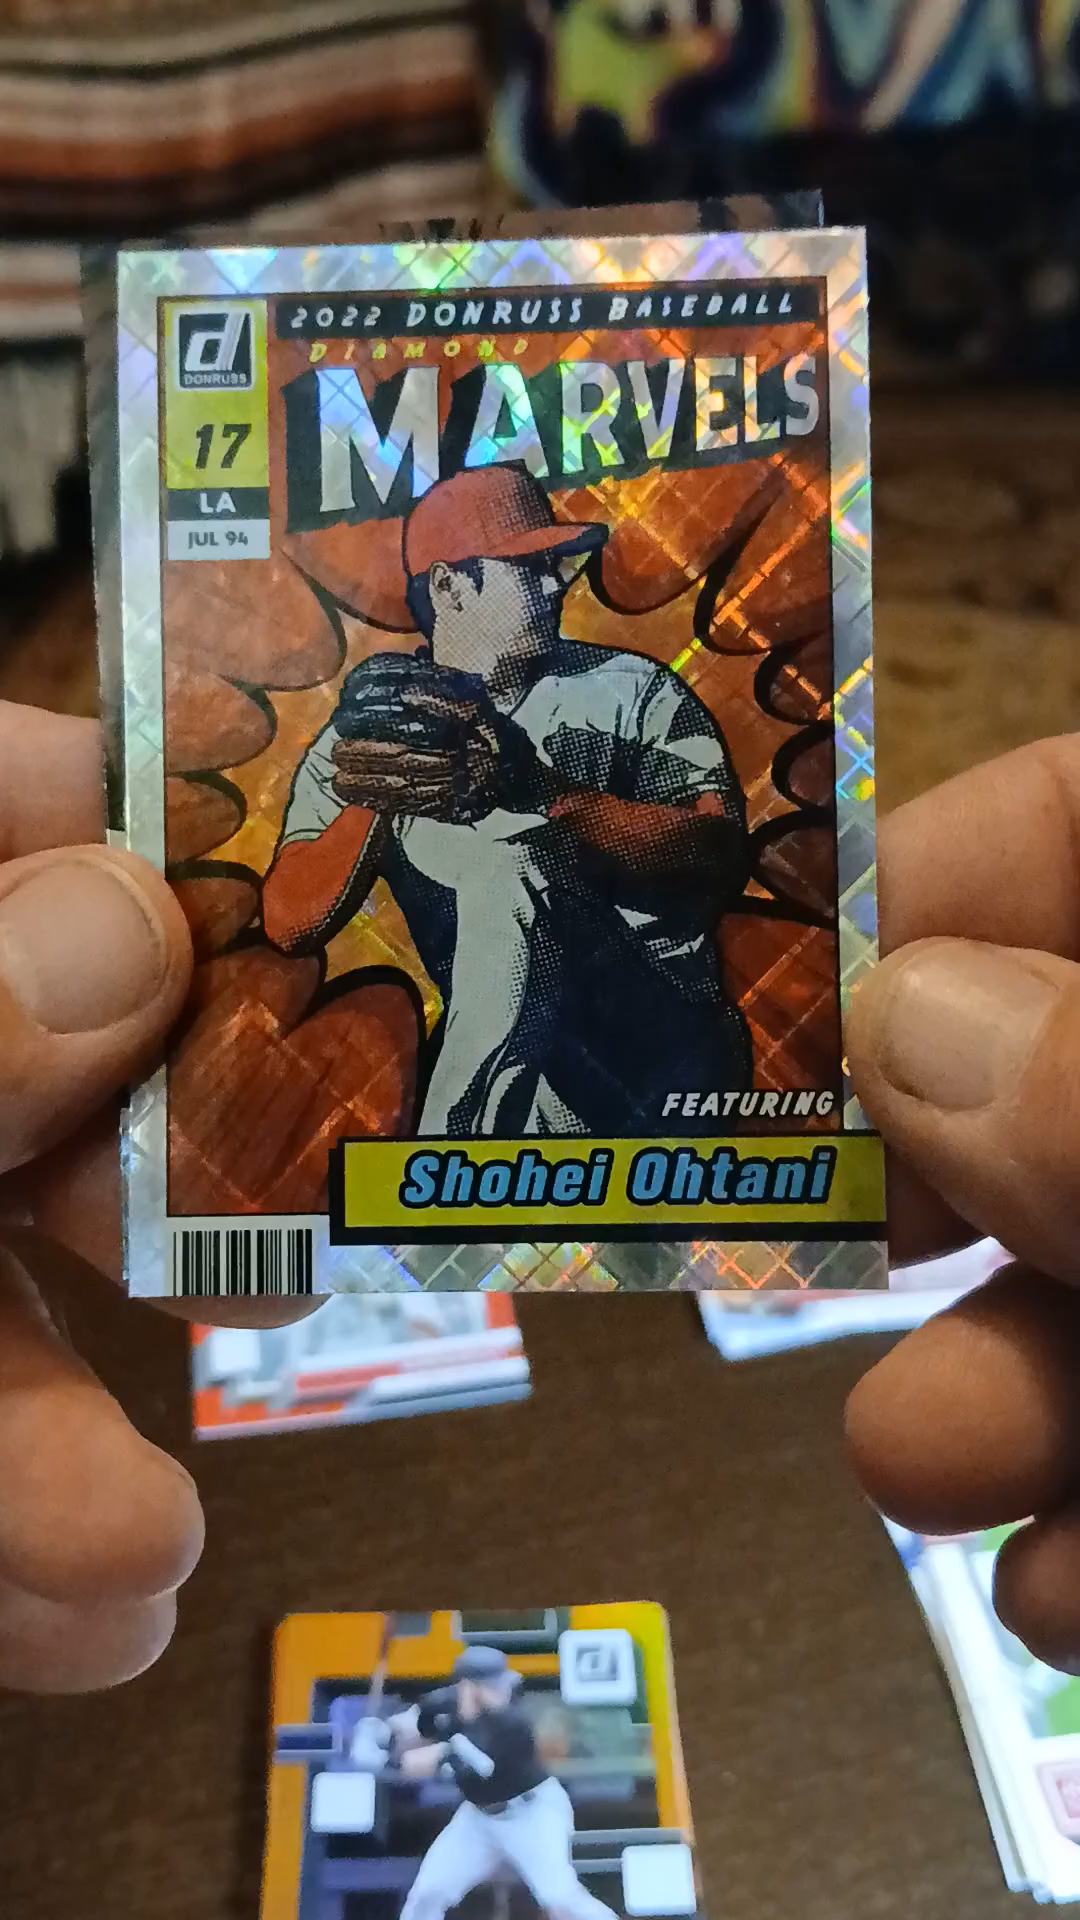 2022 DONRUSS BASEBALL
DIAMOND
MARVELS
d
DONRUSS
17
LA
JUL 94
FEATURING
Shohei Ohtani